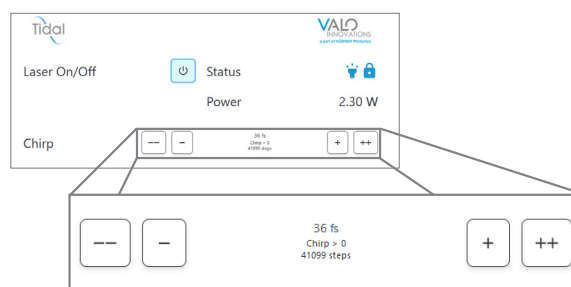 Tidal
VALO
INNOVATIONS
a part of HÜBNER Photonics
Laser On/Off Status
Power 2.30 W
Chirp -- - 36 fs + ++
Chirp > 0
41099 steps
-- - 36 fs + ++
Chirp > 0
41099 steps